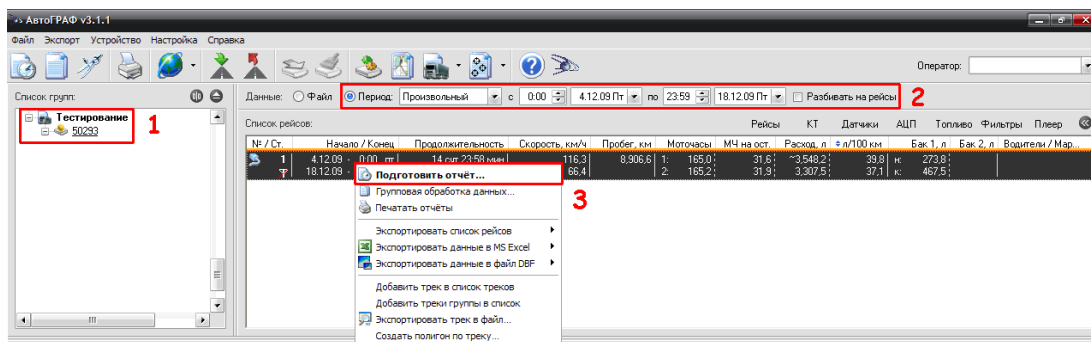 АвтоГРАФ v3.1.1
Файл Экспорт Устройство Настройка Справка
Оператор:
Список групп:
Данные: Файл Период: Произвольный с 0:00 4.12.09 Пт по 23:59 18.12.09 Пт Разбивать на рейсы 2
Тестирование 1
50293
Список рейсов: Рейсы КТ Датчики АЦП Топливо Фильтры Плеер
№ / Ст. Начало / Конец Продолжительность Скорость, км/ч Пробег, км Моточасы МЧ на ост. Расход, л л/100 км Бак 1, л Бак 2, л Водители / Мар...
1 4.12.09 - 0:00 пт 14 сут 23:58 мин 116,3 8,906,6 1: 165,0 31,6 ~3,548,2 39,8 н: 273,8
18.12.09 - 66,4 2: 165,2 31,9 3,307,5 37,1 к: 467,5
Подготовить отчёт...
Групповая обработка данных... 3
Печатать отчёты
Экспортировать список рейсов
Экспортировать данные в MS Excel
Экспортировать данные в файл DBF
Добавить трек в список треков
Добавить треки группы в список
Экспортировать трек в файл...
Создать полигон по треку...